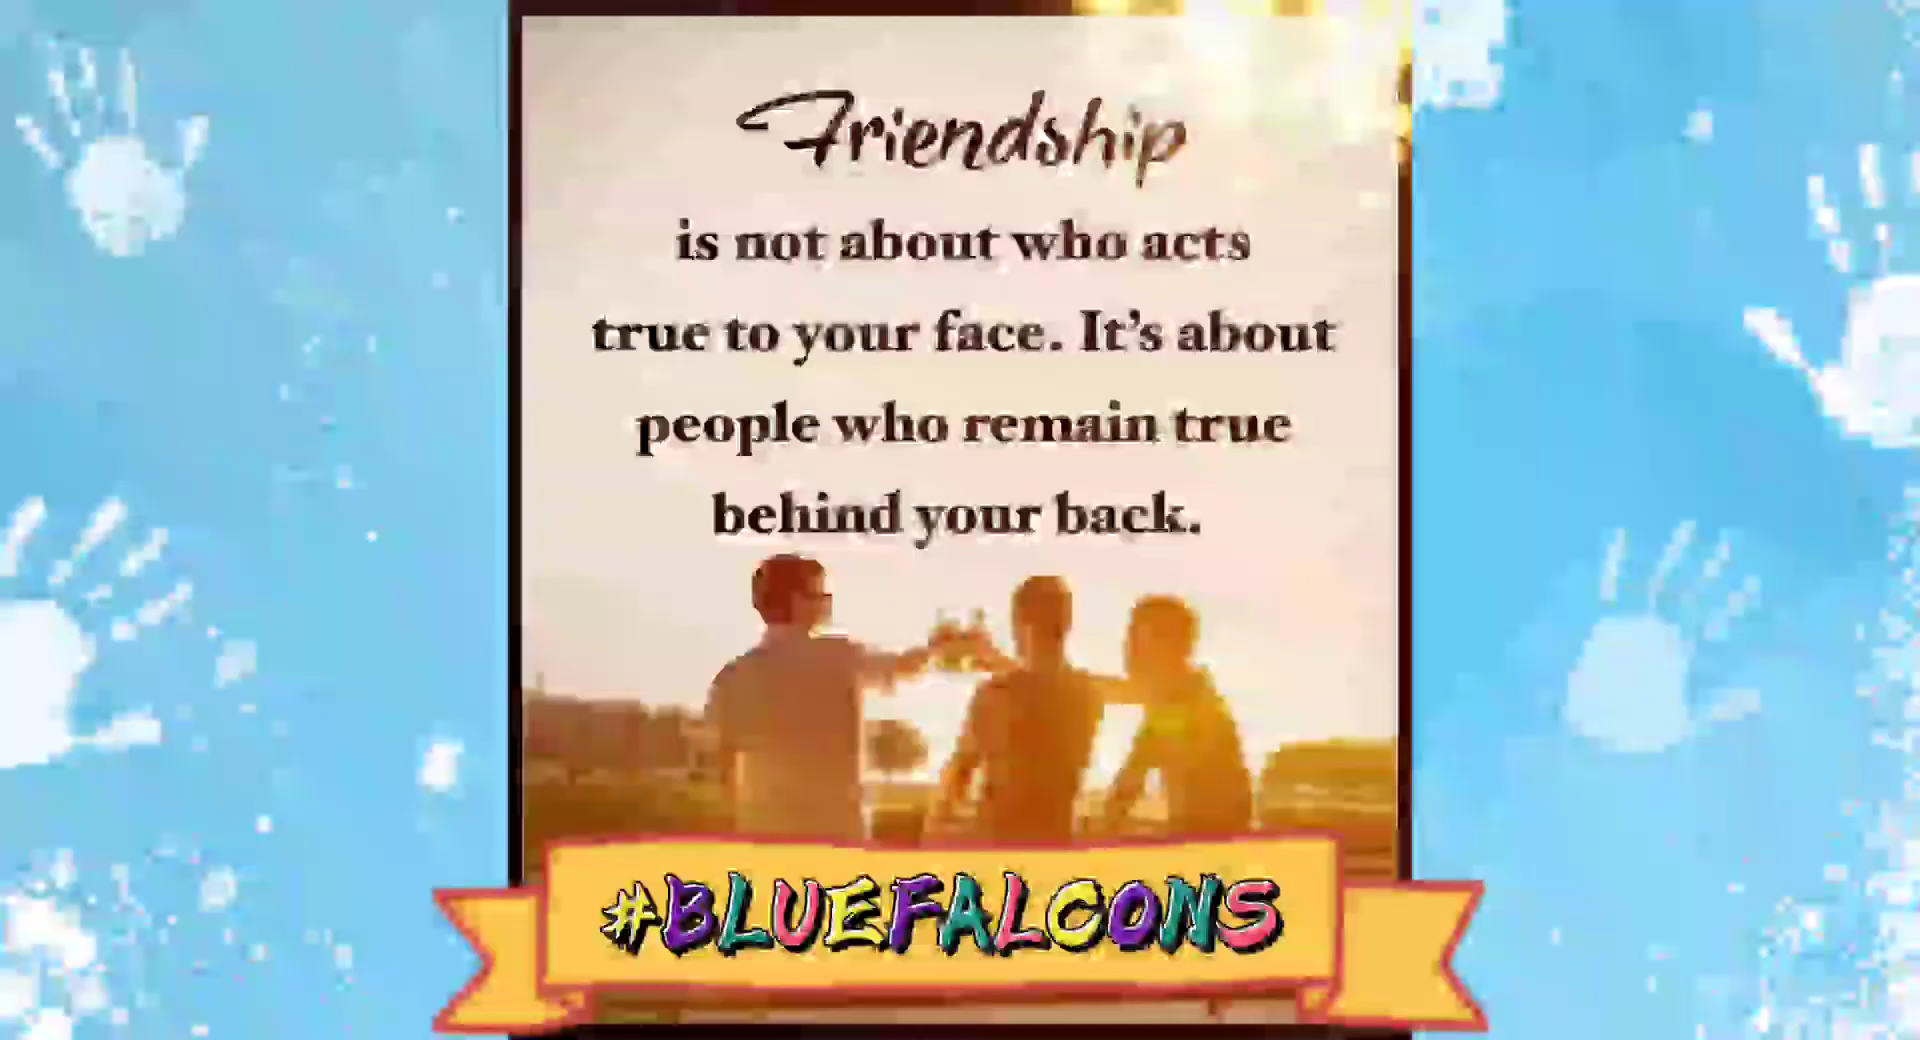 Friendship
is not about who acts
true to your face. It's about
people who remain true
behind your back.
#BLUEFALCONS